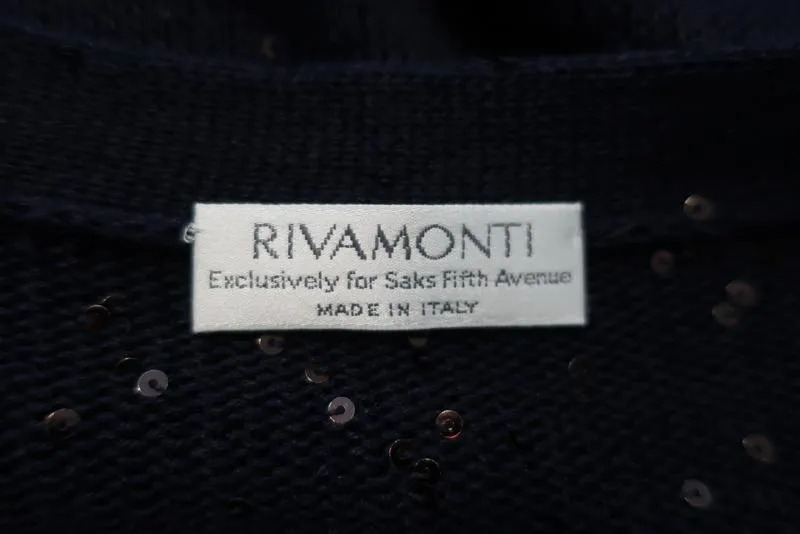 RIVAMONTI
Exclusively for Saks Fifth Avenue
MADE IN ITALY